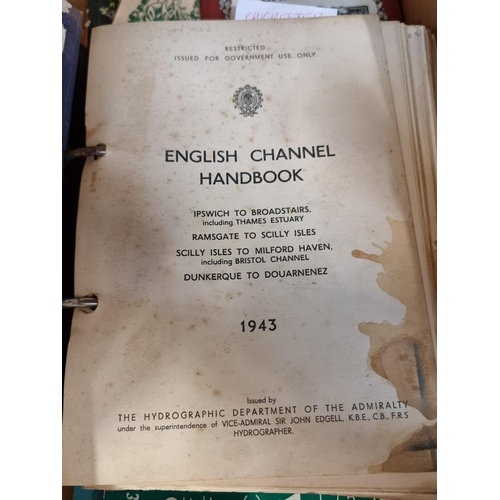 RESTRICTED
ISSUED FOR GOVERNMENT USE ONLY
ENGLISH CHANNEL
HANDBOOK
IPSWICH TO BROADSTAIRS,
including THAMES ESTUARY
RAMSGATE TO SCILLY ISLES
SCILLY ISLES TO MILFORD HAVEN,
including BRISTOL CHANNEL
DUNKERQUE TO DOUARNENEZ
1943
Issued by
THE HYDROGRAPHIC DEPARTMENT OF THE ADMIRALTY
under the superintendence of VICE-ADMIRAL SIR JOHN EDGELL, K.B.E., C.B., F.R.S
HYDROGRAPHER.